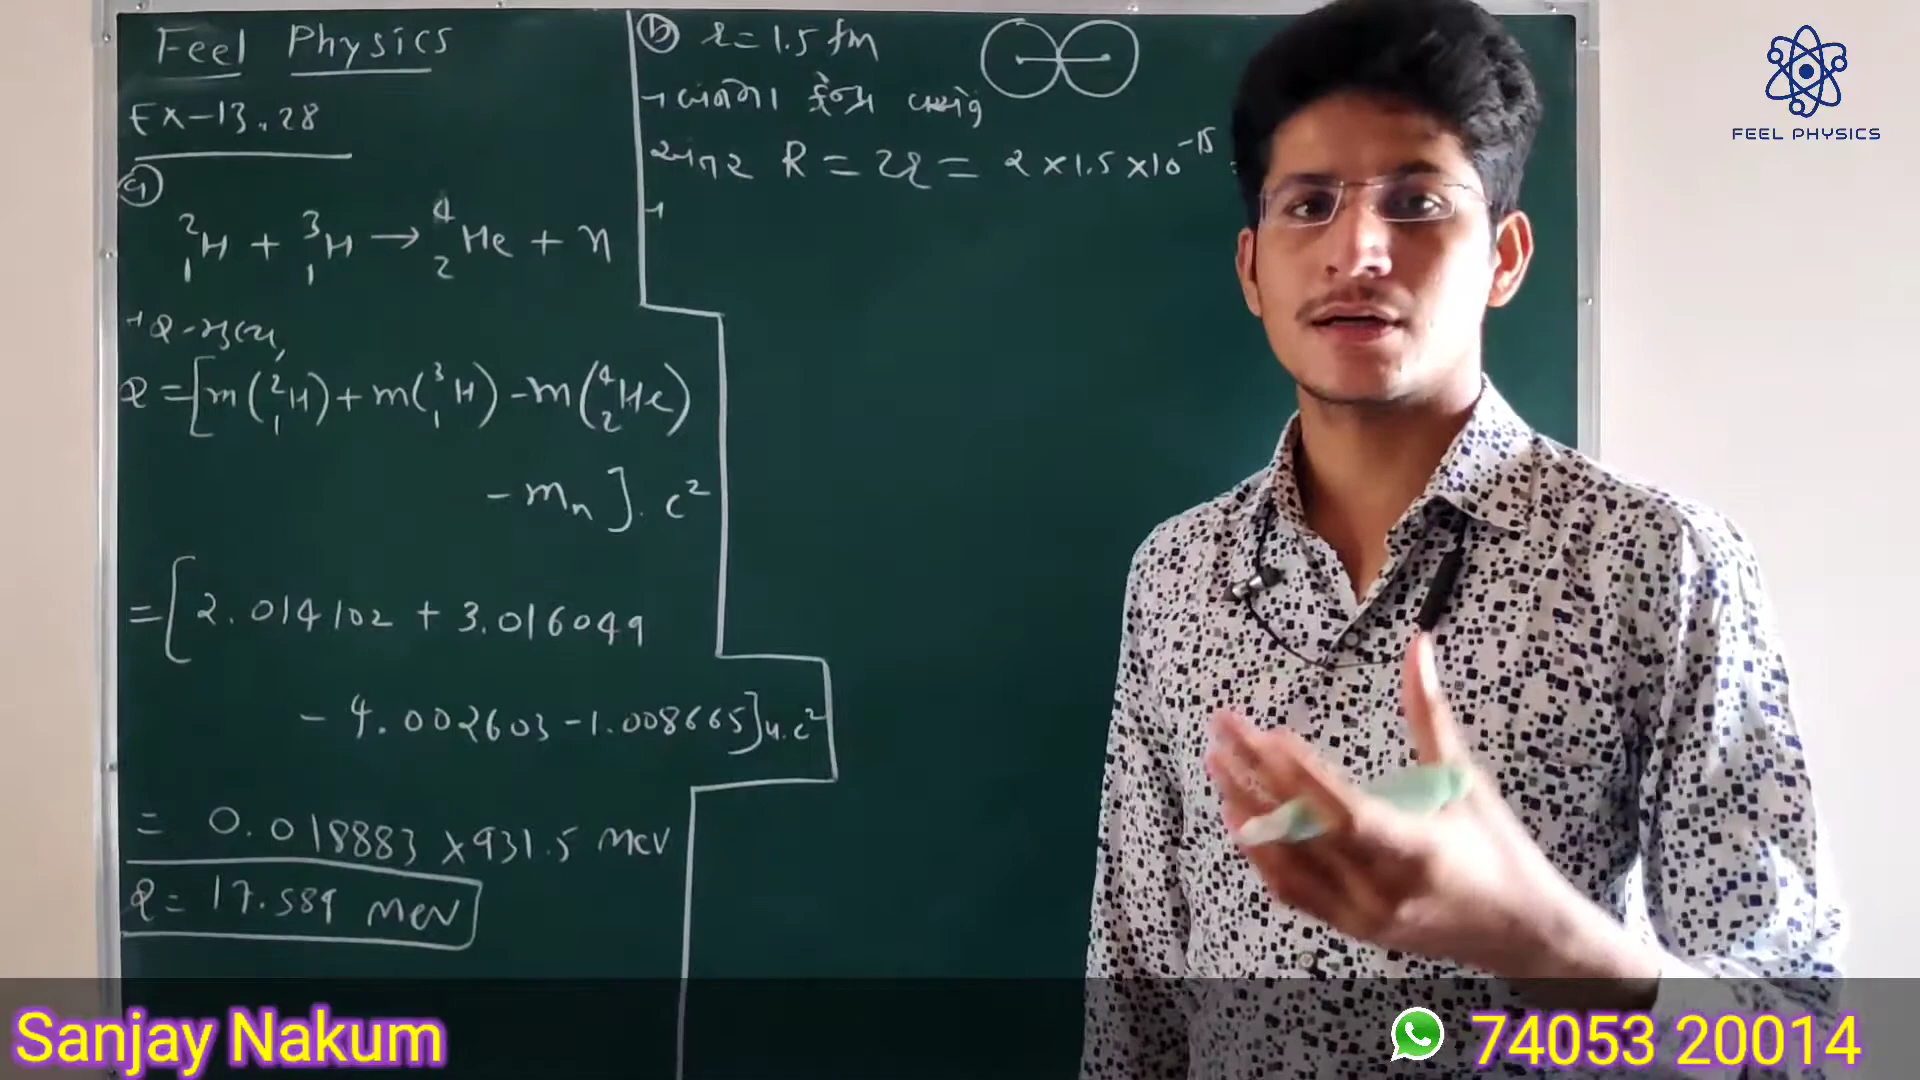 Feel Physics
Ex-13.28
(a)
²₁H + ³₁H → ⁴₂He + n
Q-મૂલ્ય,
Q = [m(²₁H) + m(³₁H) - m(⁴₂He)
- mₙ] . c²
= [2.014102 + 3.016049
- 4.002603 - 1.008665] u.c²
= 0.018883 × 931.5 MeV
Q = 17.589 MeV
(b) r = 1.5 fm
કેન્દ્ર
અંતર R = 2r = 2 × 1.5 × 10⁻¹⁵
FEEL PHYSICS
Sanjay Nakum
74053 20014